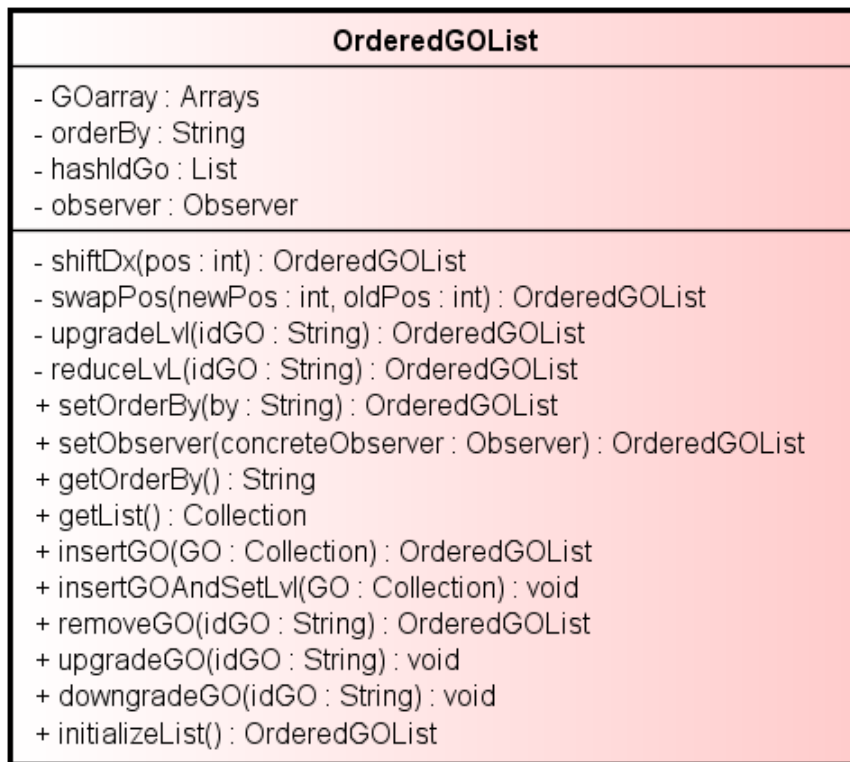 OrderedGOList
- GOarray : Arrays
- orderBy : String
- hashIdGo : List
- observer : Observer
- shiftDx(pos : int) : OrderedGOList
- swapPos(newPos : int, oldPos : int) : OrderedGOList
- upgradeLvl(idGO : String) : OrderedGOList
- reduceLvL(idGO : String) : OrderedGOList
+ setOrderBy(by : String) : OrderedGOList
+ setObserver(concreteObserver : Observer) : OrderedGOList
+ getOrderBy() : String
+ getList() : Collection
+ insertGO(GO : Collection) : OrderedGOList
+ insertGOAndSetLvl(GO : Collection) : void
+ removeGO(idGO : String) : OrderedGOList
+ upgradeGO(idGO : String) : void
+ downgradeGO(idGO : String) : void
+ initializeList() : OrderedGOList